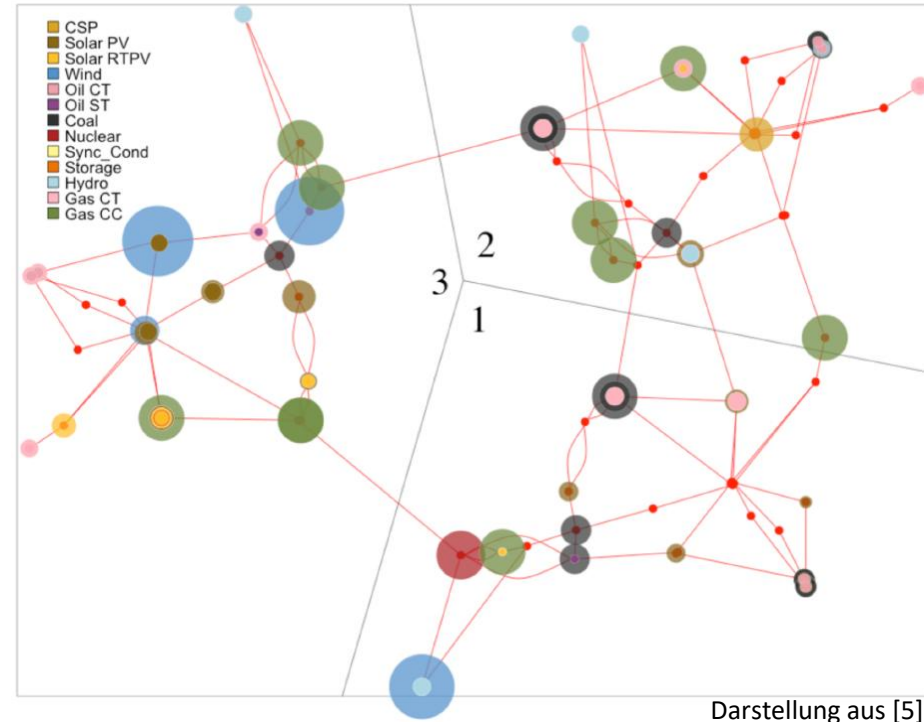 CSP
Solar PV
Solar RTPV
Wind
Oil CT
Oil ST
Coal
Nuclear
Sync_Cond
Storage
Hydro
Gas CT
Gas CC
2
3
1
Darstellung aus [5]